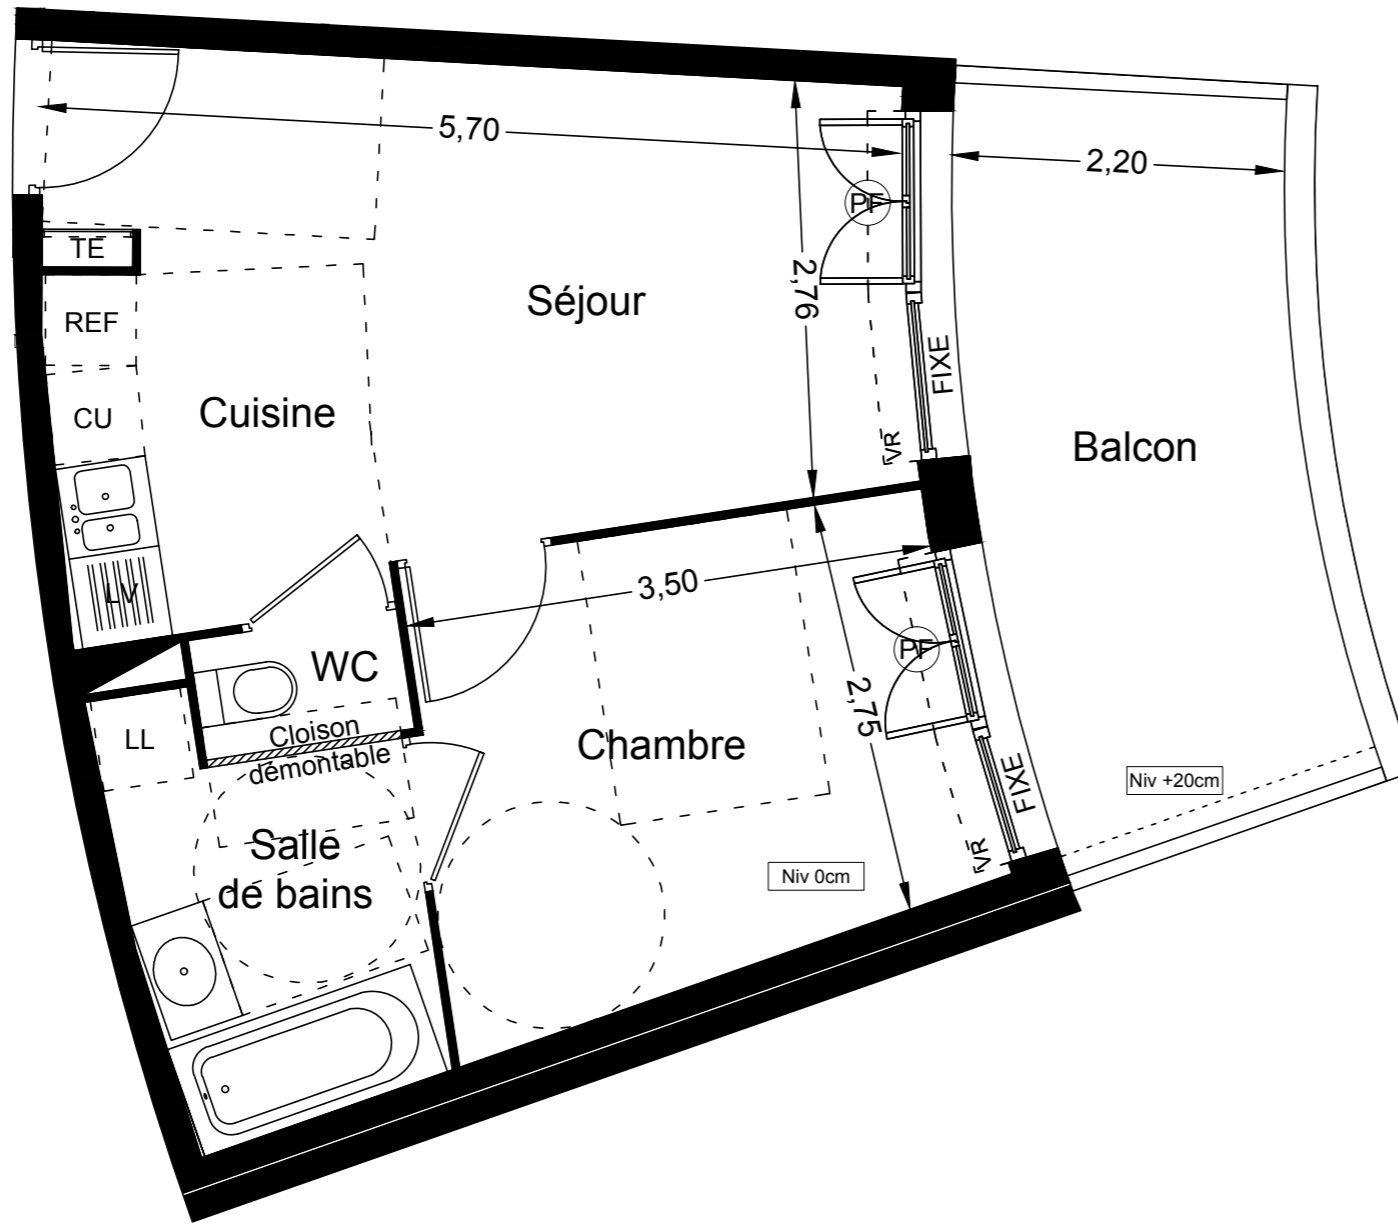 5,70
2,20
PF
TE
2,76
Séjour
REF
FIXE
CU
Cuisine
VR
Balcon
LV
3,50
WC
PF
2,75
LL
Cloison
démontable
Chambre
FIXE
Niv +20cm
Salle
de bains
VR
Niv 0cm